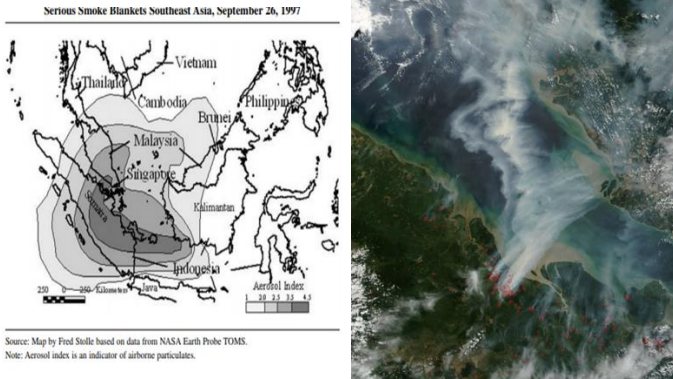 Serious Smoke Blankets Southeast Asia, September 26, 1997
Vietnam
Thailand
Cambodia
Philippin
Brunei
Malaysia
Singapore
Sumatra
Kalimantan
Indonesia
Java
250 0 250 Kilometers
Aerosol Index
1 2.0 2.5 3.5 4.5
Source: Map by Fred Stolle based on data from NASA Earth Probe TOMS.
Note: Aerosol index is an indicator of airborne particulates.